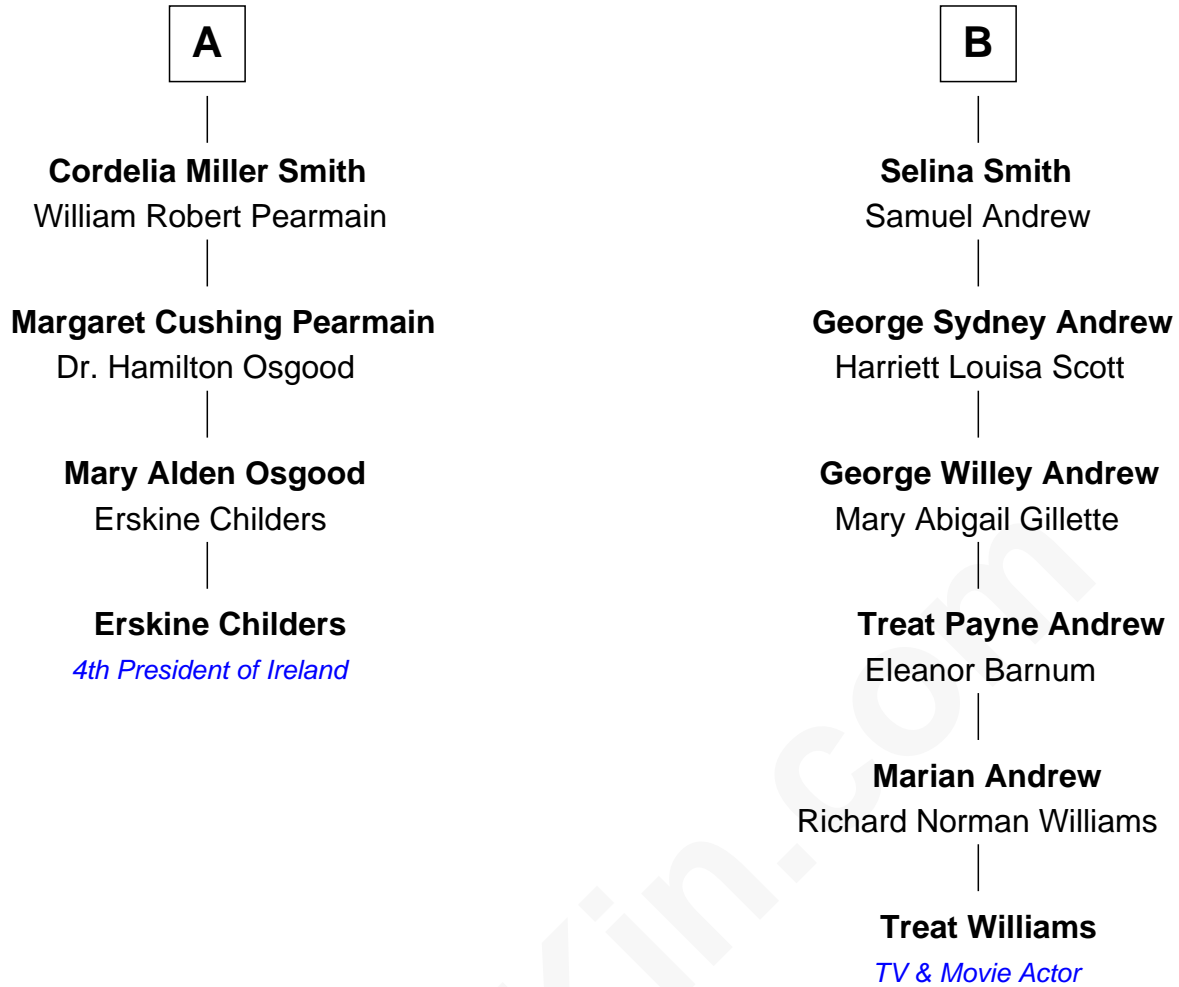 A
Cordelia Miller Smith
William Robert Pearmain
Margaret Cushing Pearmain
Dr. Hamilton Osgood
Mary Alden Osgood
Erskine Childers
Erskine Childers
4th President of Ireland
B
Selina Smith
Samuel Andrew
George Sydney Andrew
Harriett Louisa Scott
George Willey Andrew
Mary Abigail Gillette
Treat Payne Andrew
Eleanor Barnum
Marian Andrew
Richard Norman Williams
Treat Williams
TV & Movie Actor
Kin.com